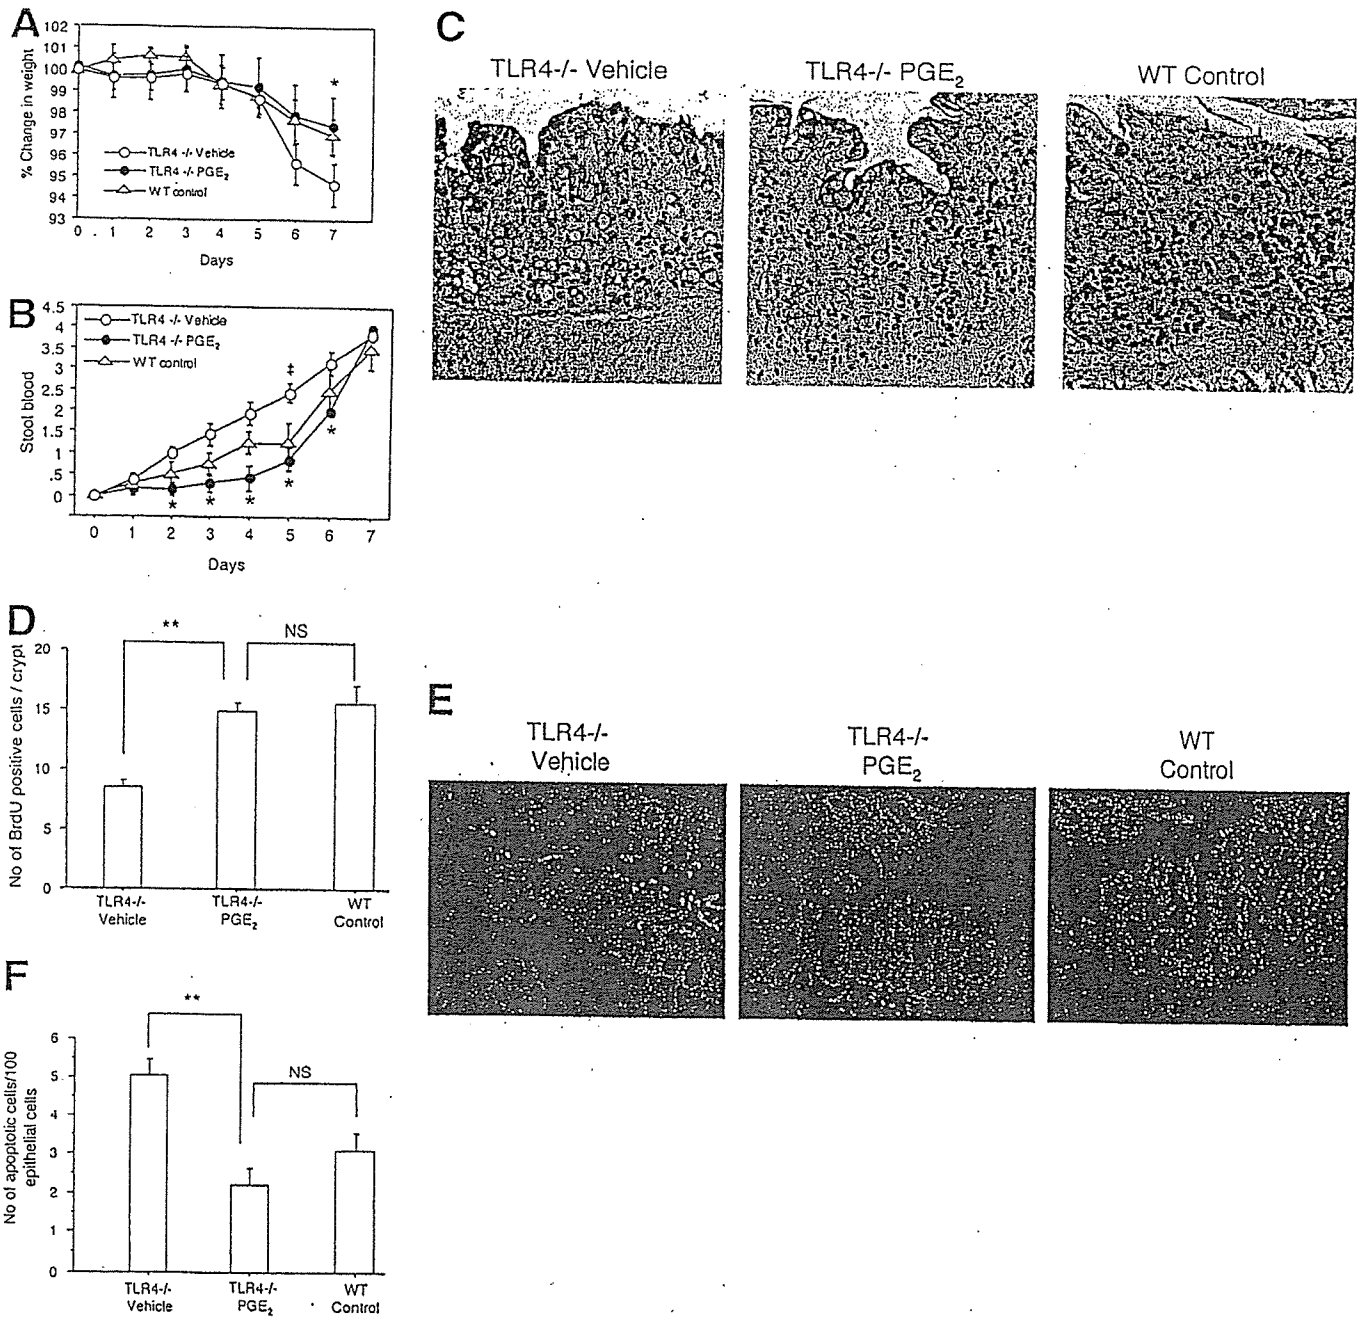 A
102
101
100
99
98
97
96
95
94
93
% Change in weight
*
TLR4 -/- Vehicle
TLR4 -/- PGE₂
WT control
0 1 2 3 4 5 6 7
Days
B
4.5
4
3.5
3
2.5
2
1.5
1
.5
0
Stool blood
TLR4 -/- Vehicle
TLR4 -/- PGE₂
WT control
‡
* * * * *
0 1 2 3 4 5 6 7
Days
C
TLR4-/- Vehicle
TLR4-/- PGE₂
WT Control
D
No of BrdU positive cells / crypt
20
15
10
5
0
**
NS
TLR4-/-
Vehicle
TLR4-/-
PGE₂
WT
Control
E
TLR4-/-
Vehicle
TLR4-/-
PGE₂
WT
Control
F
No of apoptotic cells/100
epithelial cells
6
5
4
3
2
1
0
**
NS
TLR4-/-
Vehicle
TLR4-/-
PGE₂
WT
Control